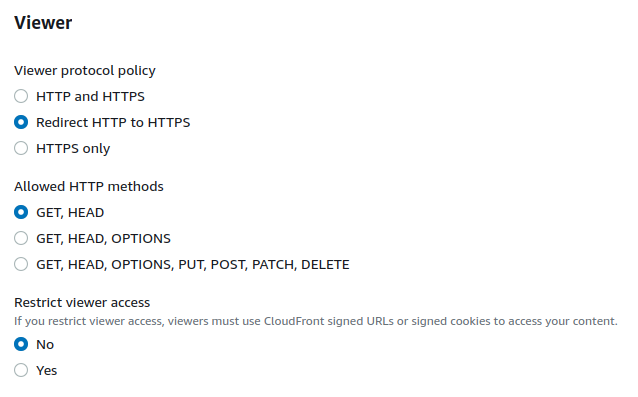 Viewer
Viewer protocol policy
HTTP and HTTPS
Redirect HTTP to HTTPS
HTTPS only
Allowed HTTP methods
GET, HEAD
GET, HEAD, OPTIONS
GET, HEAD, OPTIONS, PUT, POST, PATCH, DELETE
Restrict viewer access
If you restrict viewer access, viewers must use CloudFront signed URLs or signed cookies to access your content.
No
Yes